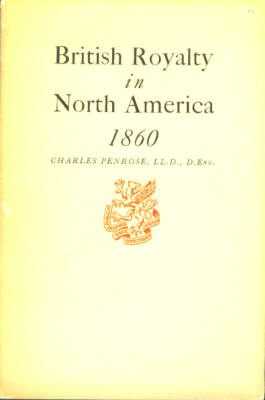 British Royalty
in
North America
1860
CHARLES PENROSE, LL.D., D.ENG.